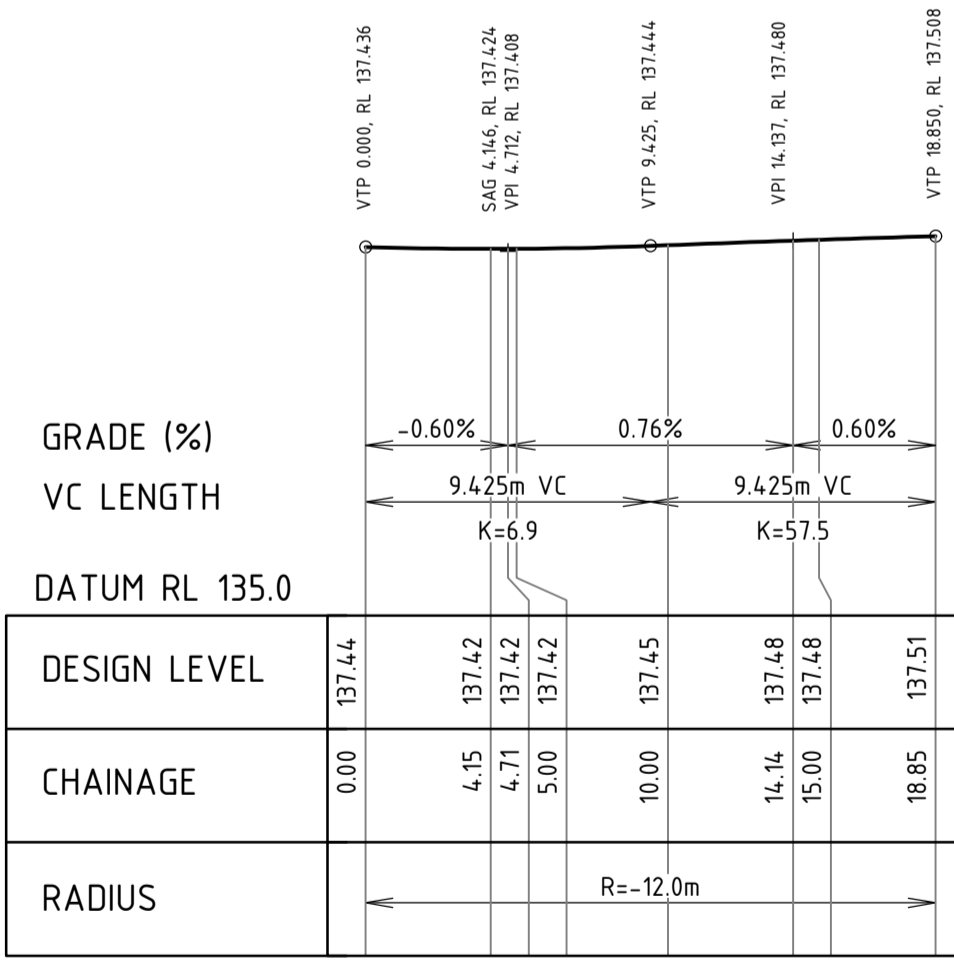 VTP 0.000, RL 137.436
SAG 4.146, RL 137.424
VPI 4.712, RL 137.408
VTP 9.425, RL 137.444
VPI 14.137, RL 137.480
VTP 18.850, RL 137.508
GRADE (%) -0.60% 0.76% 0.60%
VC LENGTH 9.425m VC 9.425m VC
K=6.9 K=57.5
DATUM RL 135.0
DESIGN LEVEL 137.44 137.42 137.42 137.42 137.45 137.48 137.48 137.51
CHAINAGE 0.00 4.15 4.71 5.00 10.00 14.14 15.00 18.85
RADIUS R=-12.0m